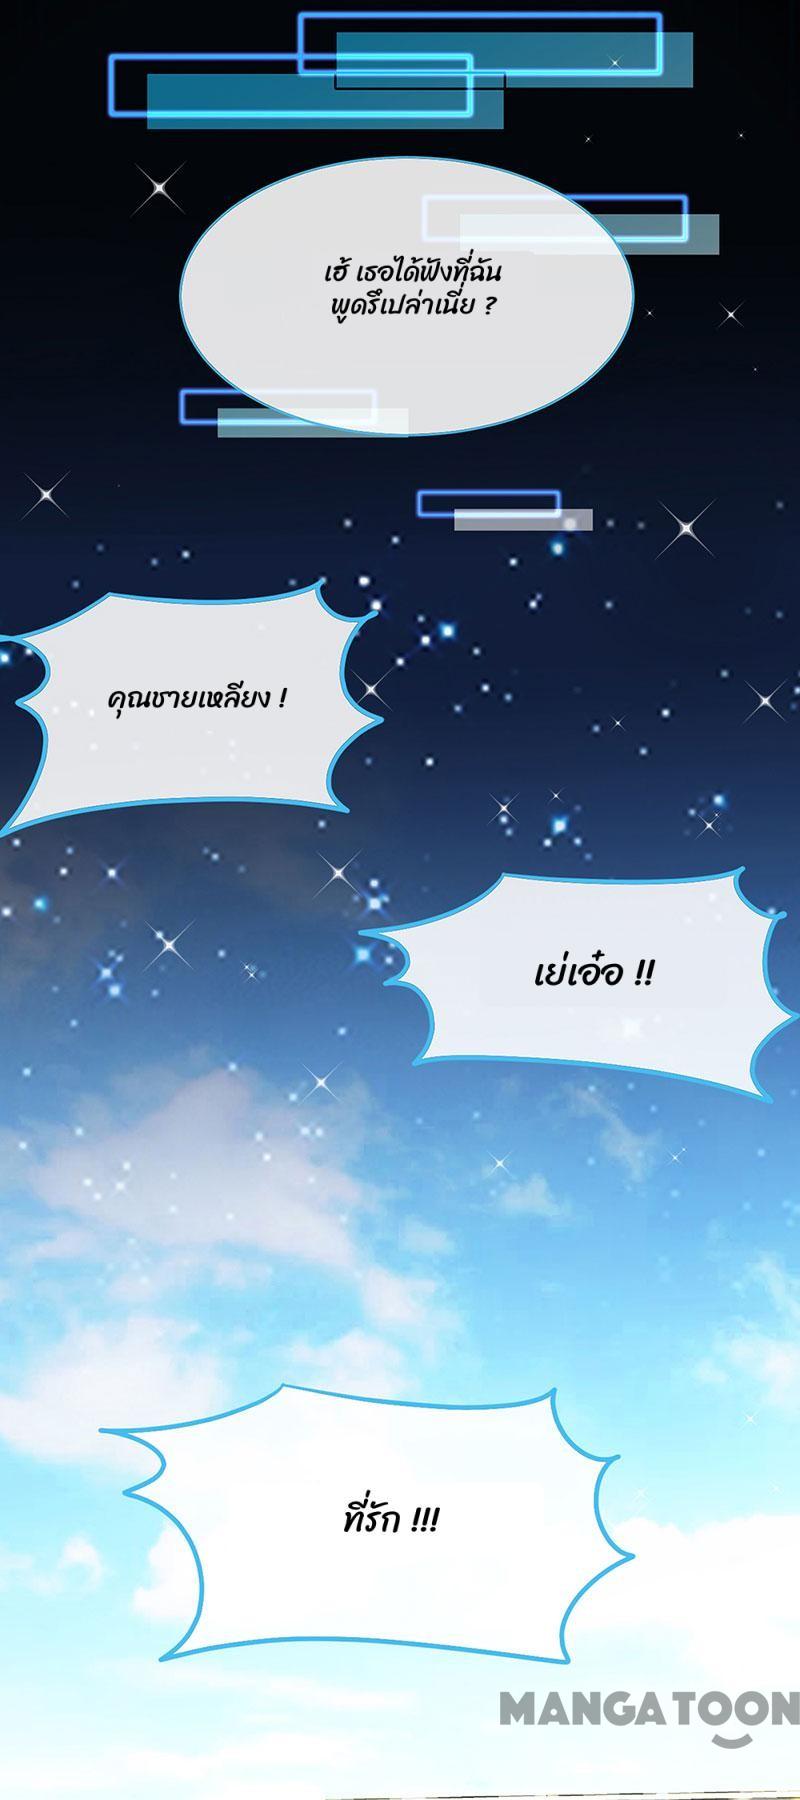 เฮ้ เธอได้ฟังที่ฉัน
พูดรึเปล่าเนี่ย ?
คุณชายเหลียง !
เย่เอ๋อ !!
ที่รัก !!!
MANGATOON